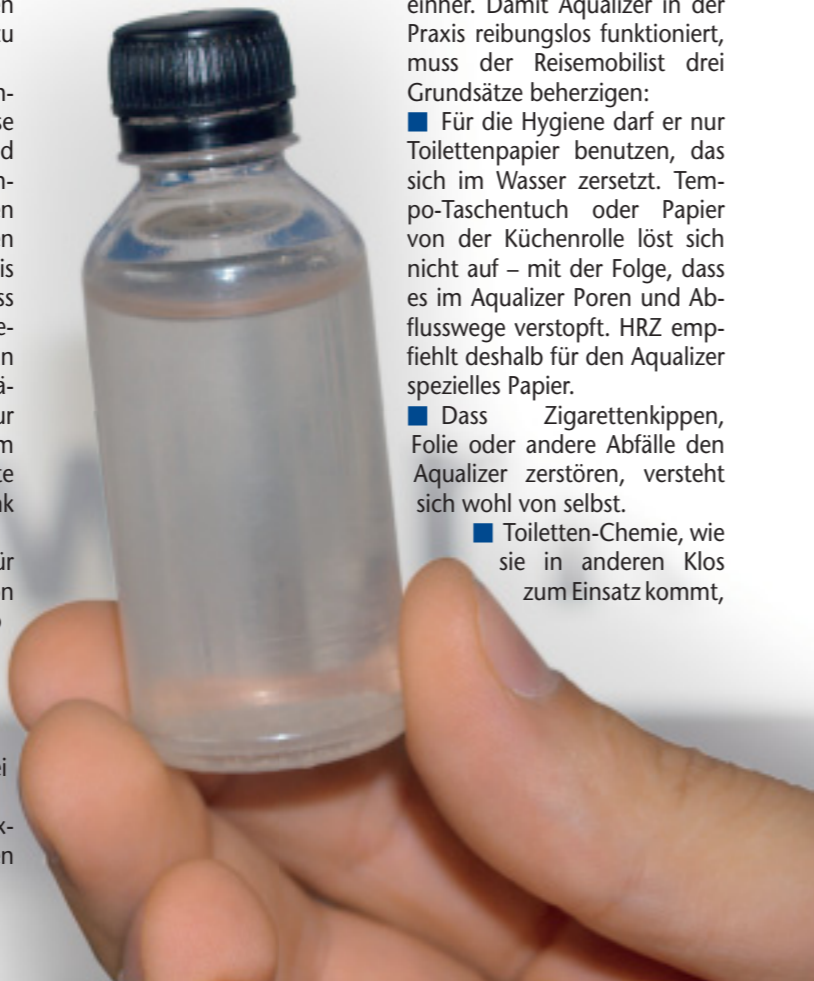 einher. Damit Aqualizer in der
Praxis reibungslos funktioniert,
muss der Reisemobilist drei
Grundsätze beherzigen:
■ Für die Hygiene darf er nur
Toilettenpapier benutzen, das
sich im Wasser zersetzt. Tem-
po-Taschentuch oder Papier
von der Küchenrolle löst sich
nicht auf – mit der Folge, dass
es im Aqualizer Poren und Ab-
flusswege verstopft. HRZ emp-
fiehlt deshalb für den Aqualizer
spezielles Papier.
■ Dass Zigarettenkippen,
Folie oder andere Abfälle den
Aqualizer zerstören, versteht
sich wohl von selbst.
■ Toiletten-Chemie, wie
sie in anderen Klos
zum Einsatz kommt,